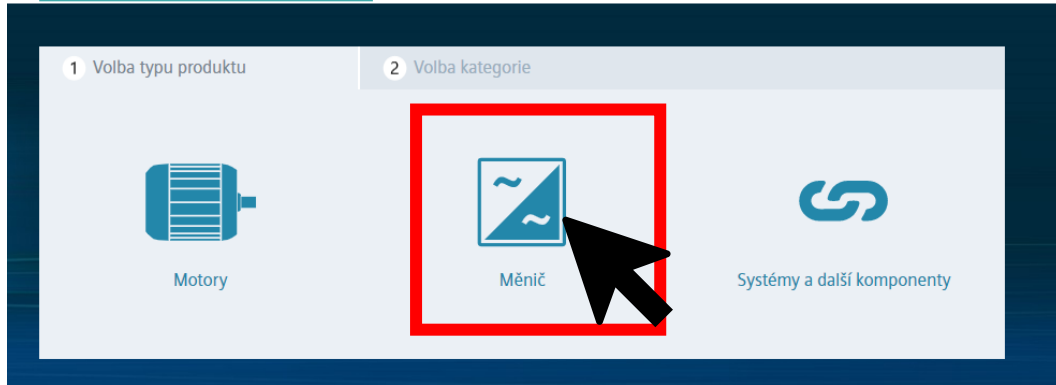 1 Volba typu produktu
2 Volba kategorie
Motory
Měnič
Systémy a další komponenty